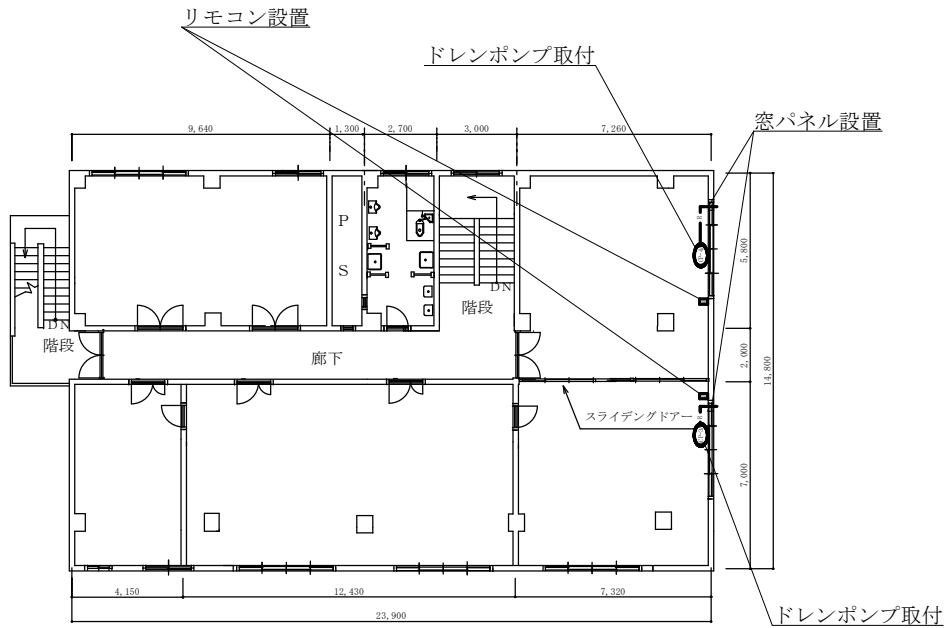 リモコン設置
ドレンポンプ取付
窓パネル設置
9,640
1,300
2,700
3,000
7,260
P
S
DN
階段
DN
階段
廊下
5,800
2,000
14,800
7,000
スライデングドアー
4,150
12,430
7,320
23,900
ドレンポンプ取付